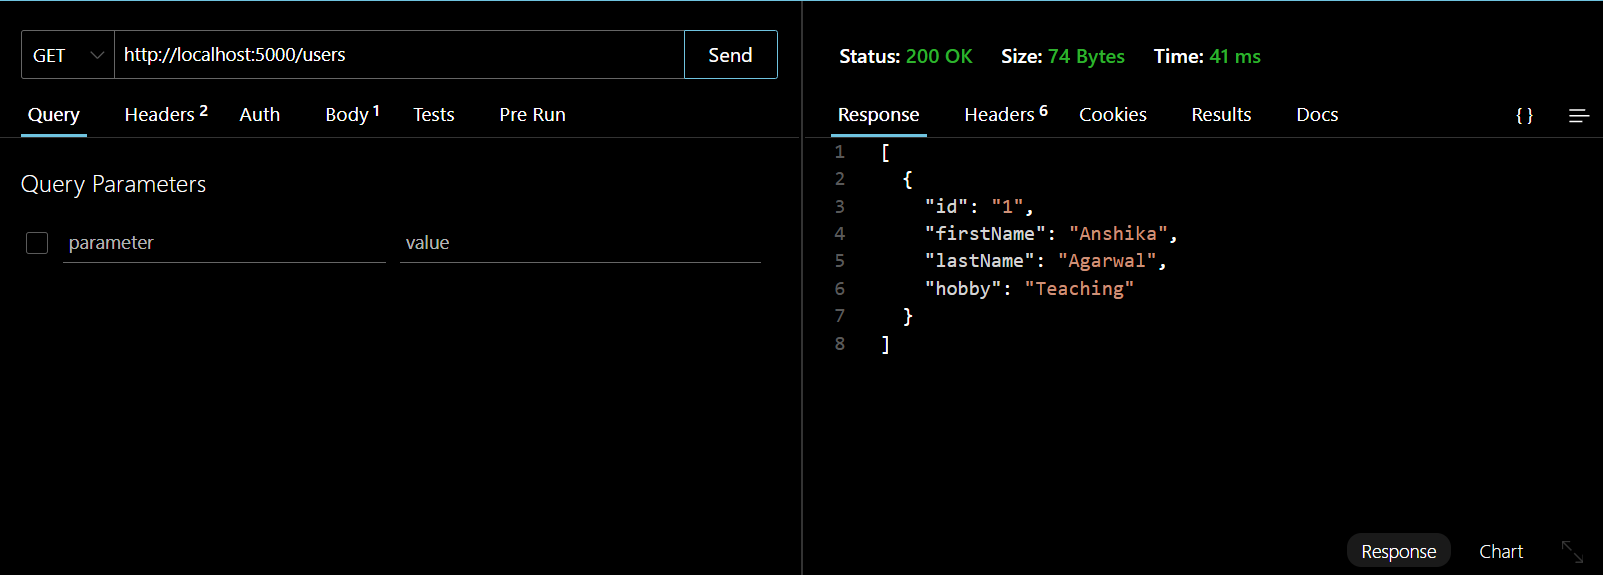 GET http://localhost:5000/users Send
Query Headers 2 Auth Body 1 Tests Pre Run
Query Parameters
parameter value
Status: 200 OK Size: 74 Bytes Time: 41 ms
Response Headers 6 Cookies Results Docs { }
1 [
2 {
3 "id": "1",
4 "firstName": "Anshika",
5 "lastName": "Agarwal",
6 "hobby": "Teaching"
7 }
8 ]
Response Chart